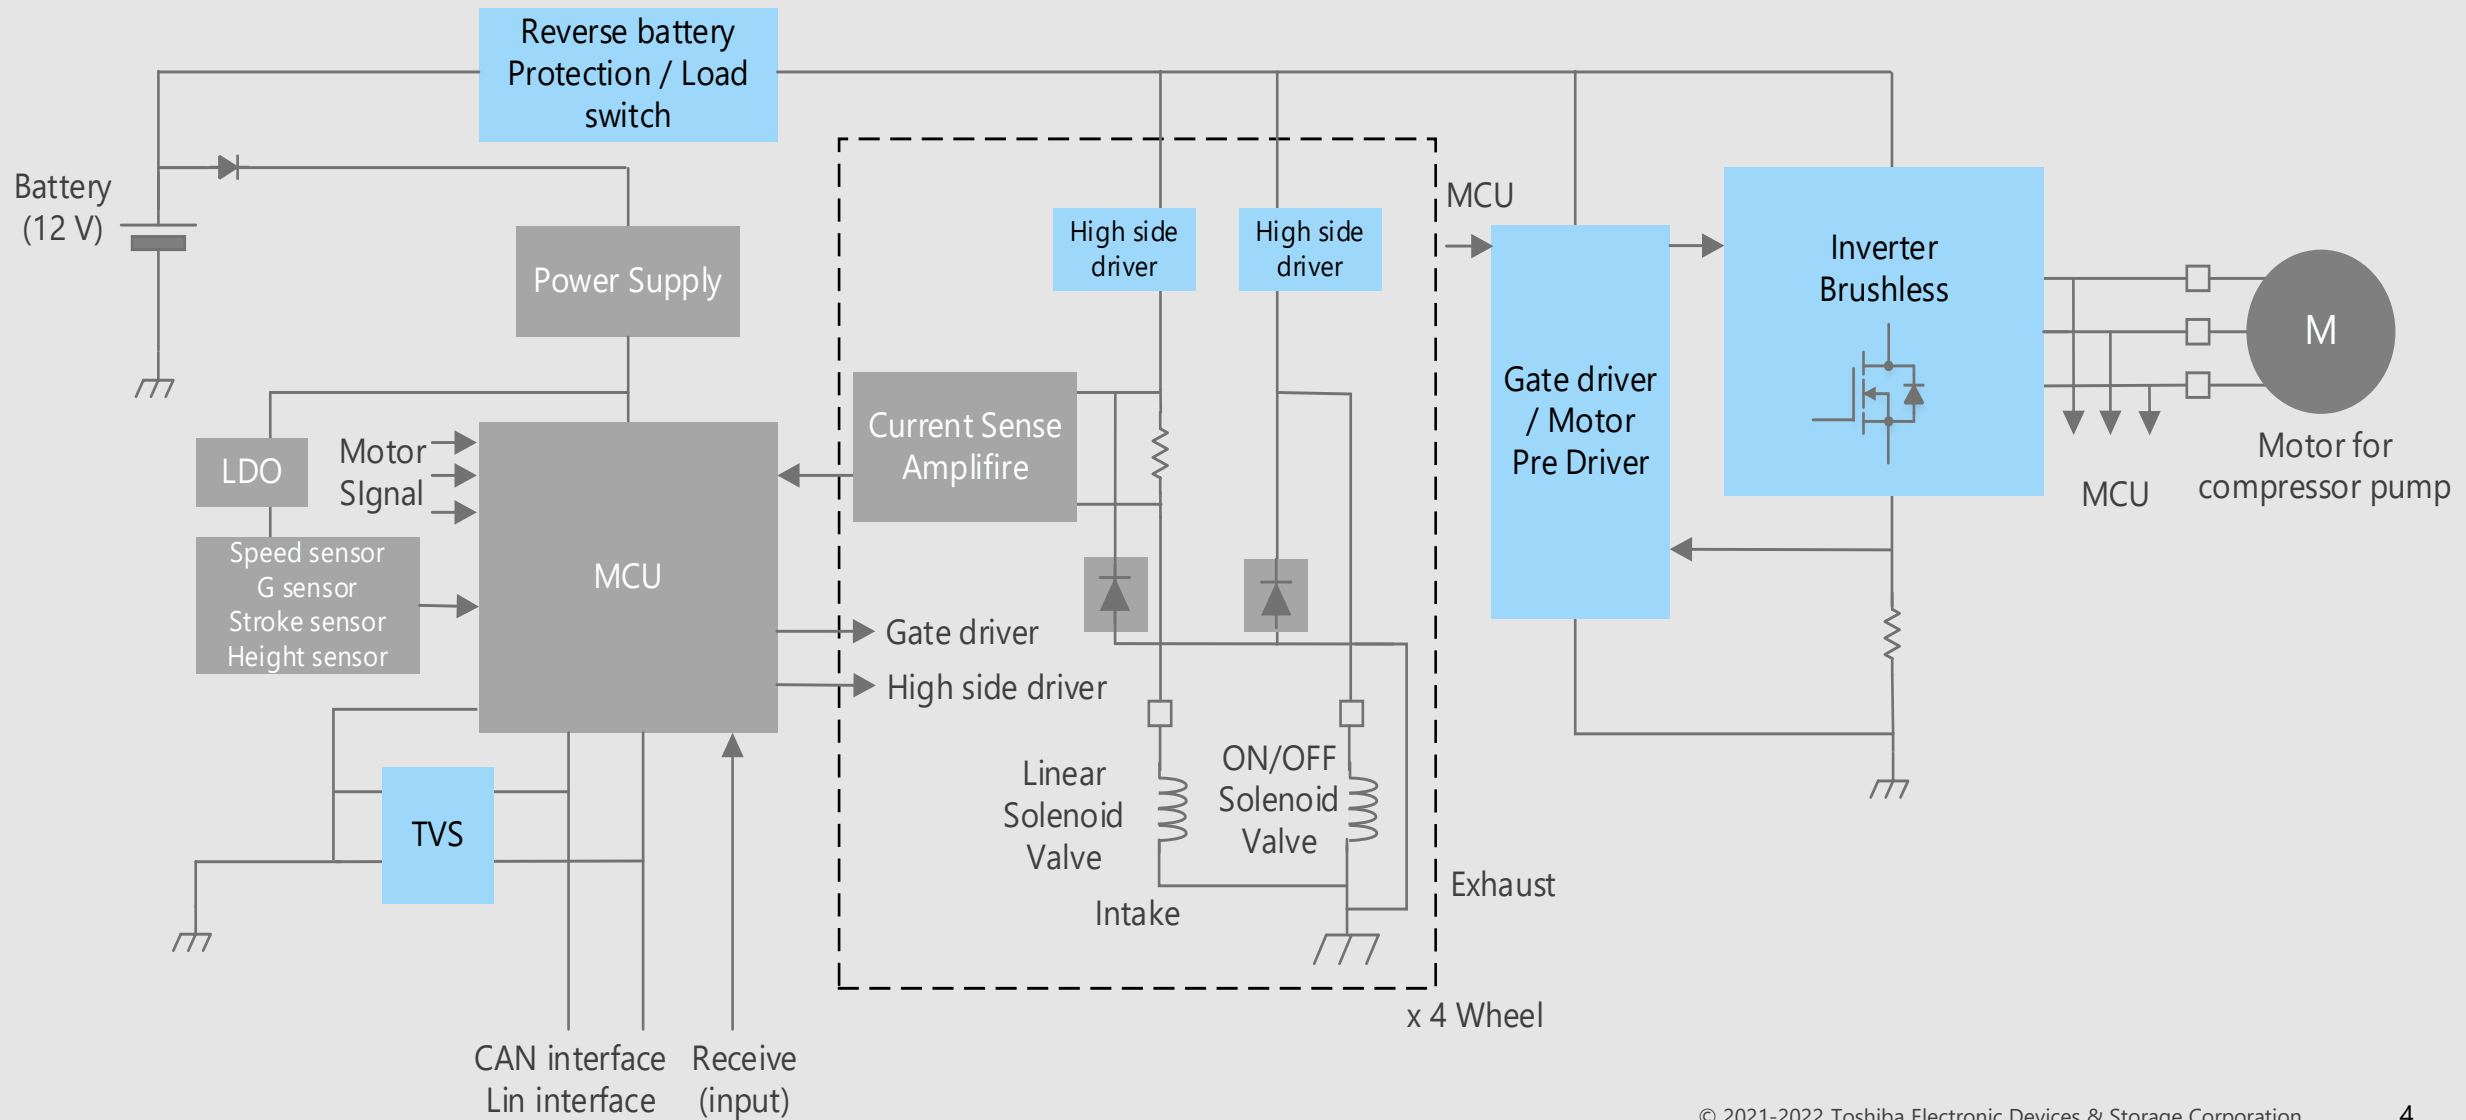 Reverse battery
Protection / Load
switch
Battery
(12 V)
Power Supply
LDO
Motor
SIgnal
Speed sensor
G sensor
Stroke sensor
Height sensor
MCU
TVS
CAN interface
Lin interface
Receive
(input)
High side
driver
High side
driver
Current Sense
Amplifire
Gate driver
High side driver
Linear
Solenoid
Valve
ON/OFF
Solenoid
Valve
Intake
Exhaust
x 4 Wheel
MCU
Gate driver
/ Motor
Pre Driver
Inverter
Brushless
M
MCU
Motor for
compressor pump
© 2021-2022 Toshiba Electronic Devices & Storage Corporation
4